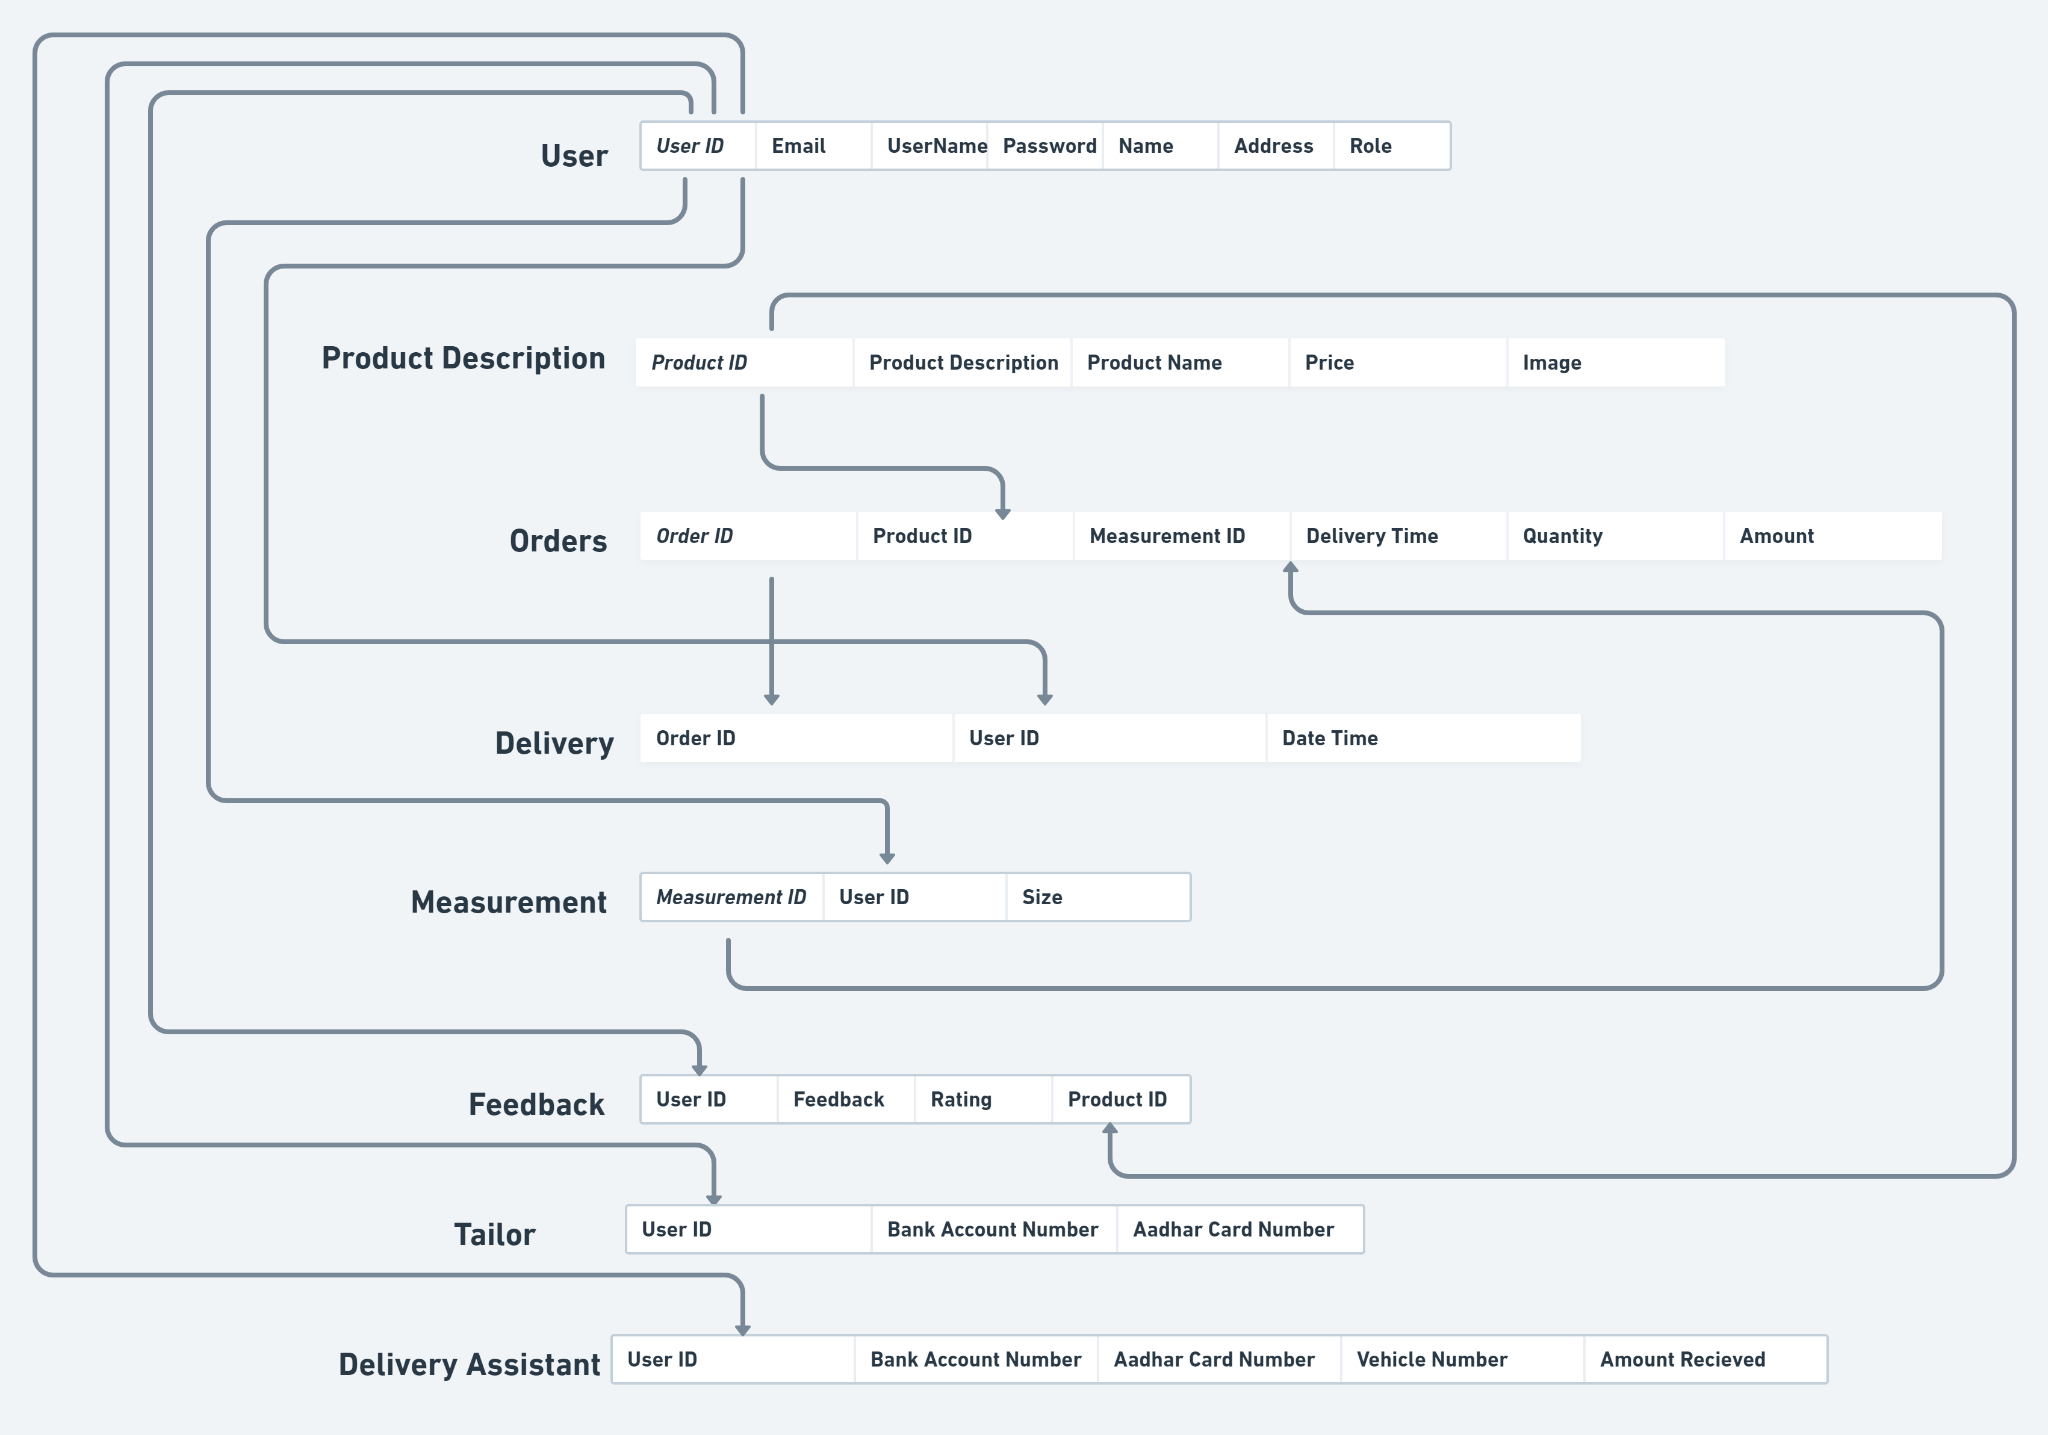 User
User ID Email UserName Password Name Address Role
Product Description
Product ID Product Description Product Name Price Image
Orders
Order ID Product ID Measurement ID Delivery Time Quantity Amount
Delivery
Order ID User ID Date Time
Measurement
Measurement ID User ID Size
Feedback
User ID Feedback Rating Product ID
Tailor
User ID Bank Account Number Aadhar Card Number
Delivery Assistant
User ID Bank Account Number Aadhar Card Number Vehicle Number Amount Recieved